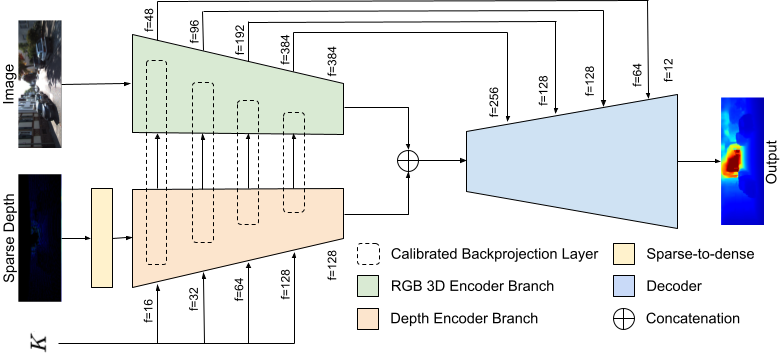 Image
f=48
f=96
f=192
f=384
f=384
f=256
f=128
f=128
f=64
f=12
Output
Sparse Depth
K
f=16
f=32
f=64
f=128
f=128
Calibrated Backprojection Layer
RGB 3D Encoder Branch
Depth Encoder Branch
Sparse-to-dense
Decoder
Concatenation